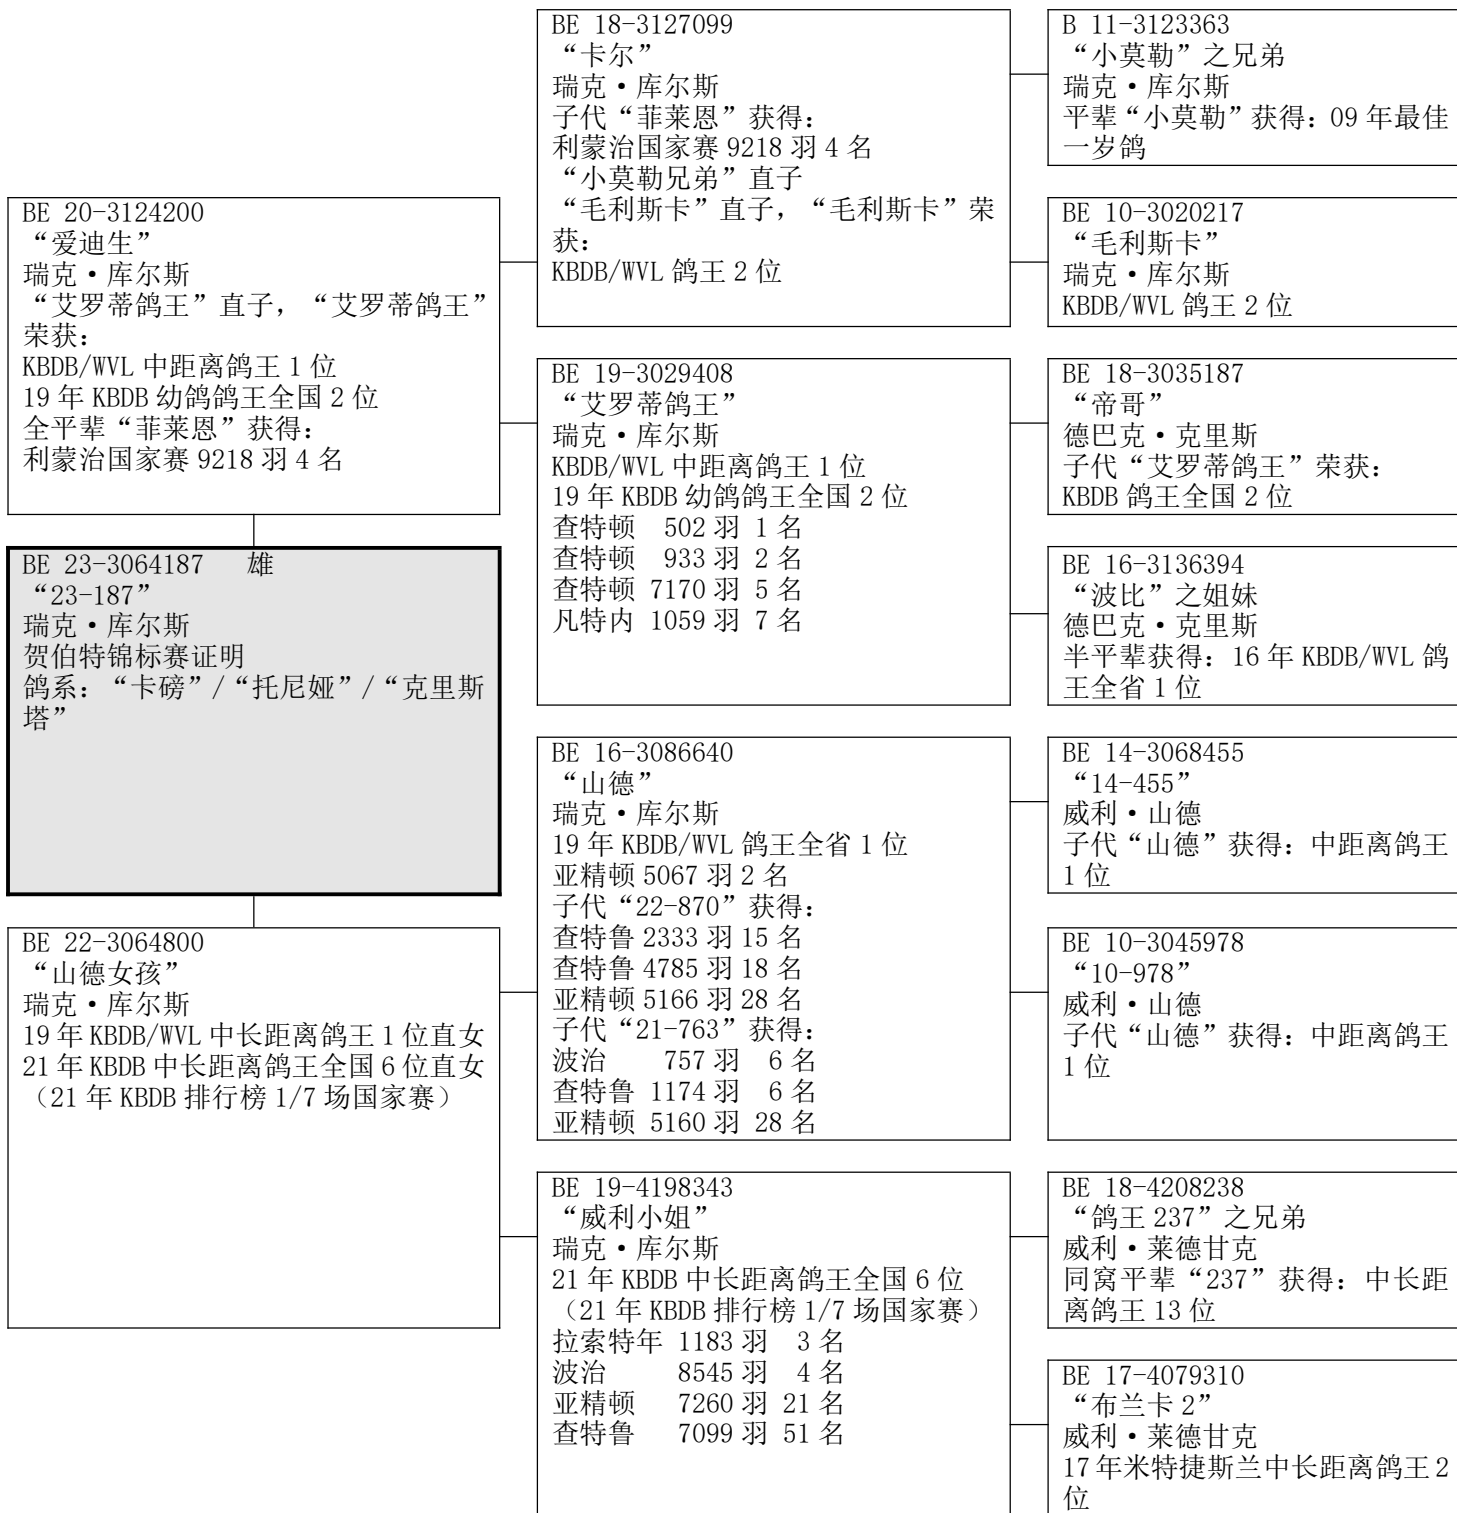 BE 20-3124200
“爱迪生”
瑞克·库尔斯
“艾罗蒂鸽王”直子，“艾罗蒂鸽王”
荣获：
KBDB/WVL 中距离鸽王 1 位
19 年 KBDB 幼鸽鸽王全国 2 位
全平辈“菲莱恩”获得：
利蒙治国家赛 9218 羽 4 名
BE 23-3064187 雄
“23-187”
瑞克·库尔斯
贺伯特锦标赛证明
鸽系：“卡磅”/“托尼娅”/“克里斯
塔”
BE 22-3064800
“山德女孩”
瑞克·库尔斯
19 年 KBDB/WVL 中长距离鸽王 1 位直女
21 年 KBDB 中长距离鸽王全国 6 位直女
（21 年 KBDB 排行榜 1/7 场国家赛）
BE 18-3127099
“卡尔”
瑞克·库尔斯
子代“菲莱恩”获得：
利蒙治国家赛 9218 羽 4 名
“小莫勒兄弟”直子
“毛利斯卡”直子，“毛利斯卡”荣
获：
KBDB/WVL 鸽王 2 位
BE 19-3029408
“艾罗蒂鸽王”
瑞克·库尔斯
KBDB/WVL 中距离鸽王 1 位
19 年 KBDB 幼鸽鸽王全国 2 位
查特顿 502 羽 1 名
查特顿 933 羽 2 名
查特顿 7170 羽 5 名
凡特内 1059 羽 7 名
BE 16-3086640
“山德”
瑞克·库尔斯
19 年 KBDB/WVL 鸽王全省 1 位
亚精顿 5067 羽 2 名
子代“22-870”获得：
查特鲁 2333 羽 15 名
查特鲁 4785 羽 18 名
亚精顿 5166 羽 28 名
子代“21-763”获得：
波治 757 羽 6 名
查特鲁 1174 羽 6 名
亚精顿 5160 羽 28 名
BE 19-4198343
“威利小姐”
瑞克·库尔斯
21 年 KBDB 中长距离鸽王全国 6 位
（21 年 KBDB 排行榜 1/7 场国家赛）
拉索特年 1183 羽 3 名
波治 8545 羽 4 名
亚精顿 7260 羽 21 名
查特鲁 7099 羽 51 名
B 11-3123363
“小莫勒”之兄弟
瑞克·库尔斯
平辈“小莫勒”获得：09 年最佳
一岁鸽
BE 10-3020217
“毛利斯卡”
瑞克·库尔斯
KBDB/WVL 鸽王 2 位
BE 18-3035187
“帝哥”
德巴克·克里斯
子代“艾罗蒂鸽王”荣获：
KBDB 鸽王全国 2 位
BE 16-3136394
“波比”之姐妹
德巴克·克里斯
半平辈获得：16 年 KBDB/WVL 鸽
王全省 1 位
BE 14-3068455
“14-455”
威利·山德
子代“山德”获得：中距离鸽王
1 位
BE 10-3045978
“10-978”
威利·山德
子代“山德”获得：中距离鸽王
1 位
BE 18-4208238
“鸽王 237”之兄弟
威利·莱德甘克
同窝平辈“237”获得：中长距
离鸽王 13 位
BE 17-4079310
“布兰卡 2”
威利·莱德甘克
17 年米特捷斯兰中长距离鸽王 2
位